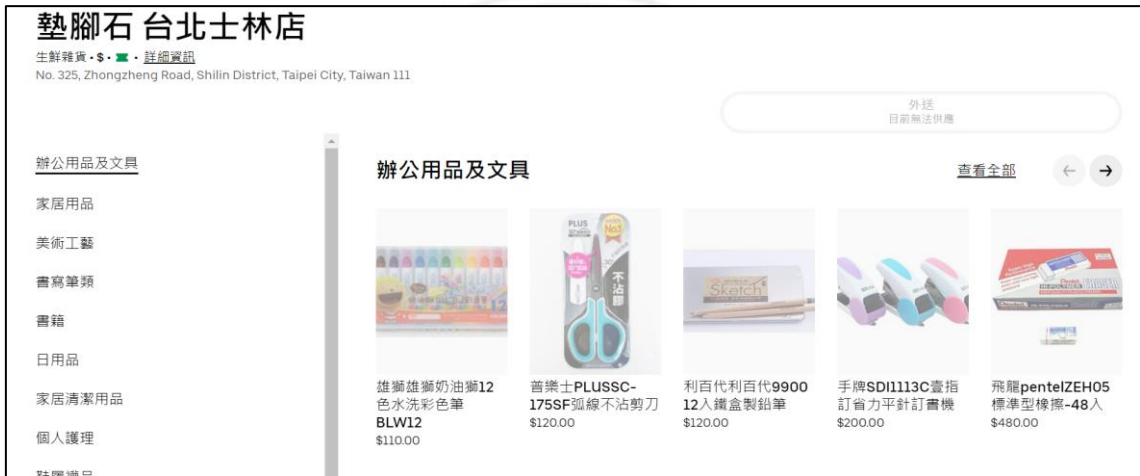 墊腳石 台北士林店
生鮮雜貨 • $ • • 詳細資訊
No. 325, Zhongzheng Road, Shilin District, Taipei City, Taiwan 111
外送
目前無法供應
辦公用品及文具
家居用品
美術工藝
書寫筆類
書籍
日用品
家居清潔用品
個人護理
辦公用品及文具
查看全部
← →
PLUS
No.1
不沾膠
Sketch
12
雄獅雄獅奶油獅12
色水洗彩色筆
BLW12
$110.00
普樂士PLUSSC-
175SF弧線不沾剪刀
$120.00
利百代利百代9900
12入鐵盒製鉛筆
$120.00
手牌SDI1113C壹指
訂省力平針訂書機
$200.00
飛龍pentelZEH05
標準型橡擦-48入
$480.00